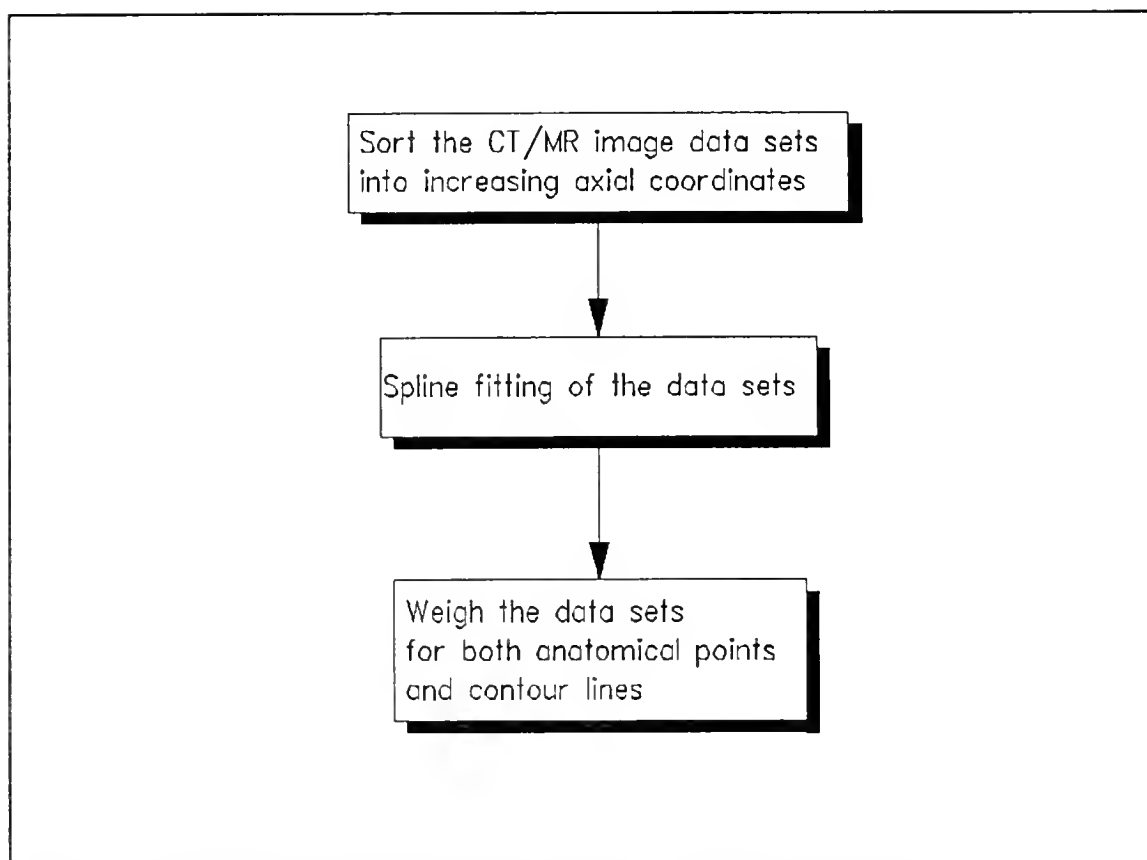 Sort the CT/MR image data sets
into increasing axial coordinates
Spline fitting of the data sets
Weigh the data sets
for both anatomical points
and contour lines